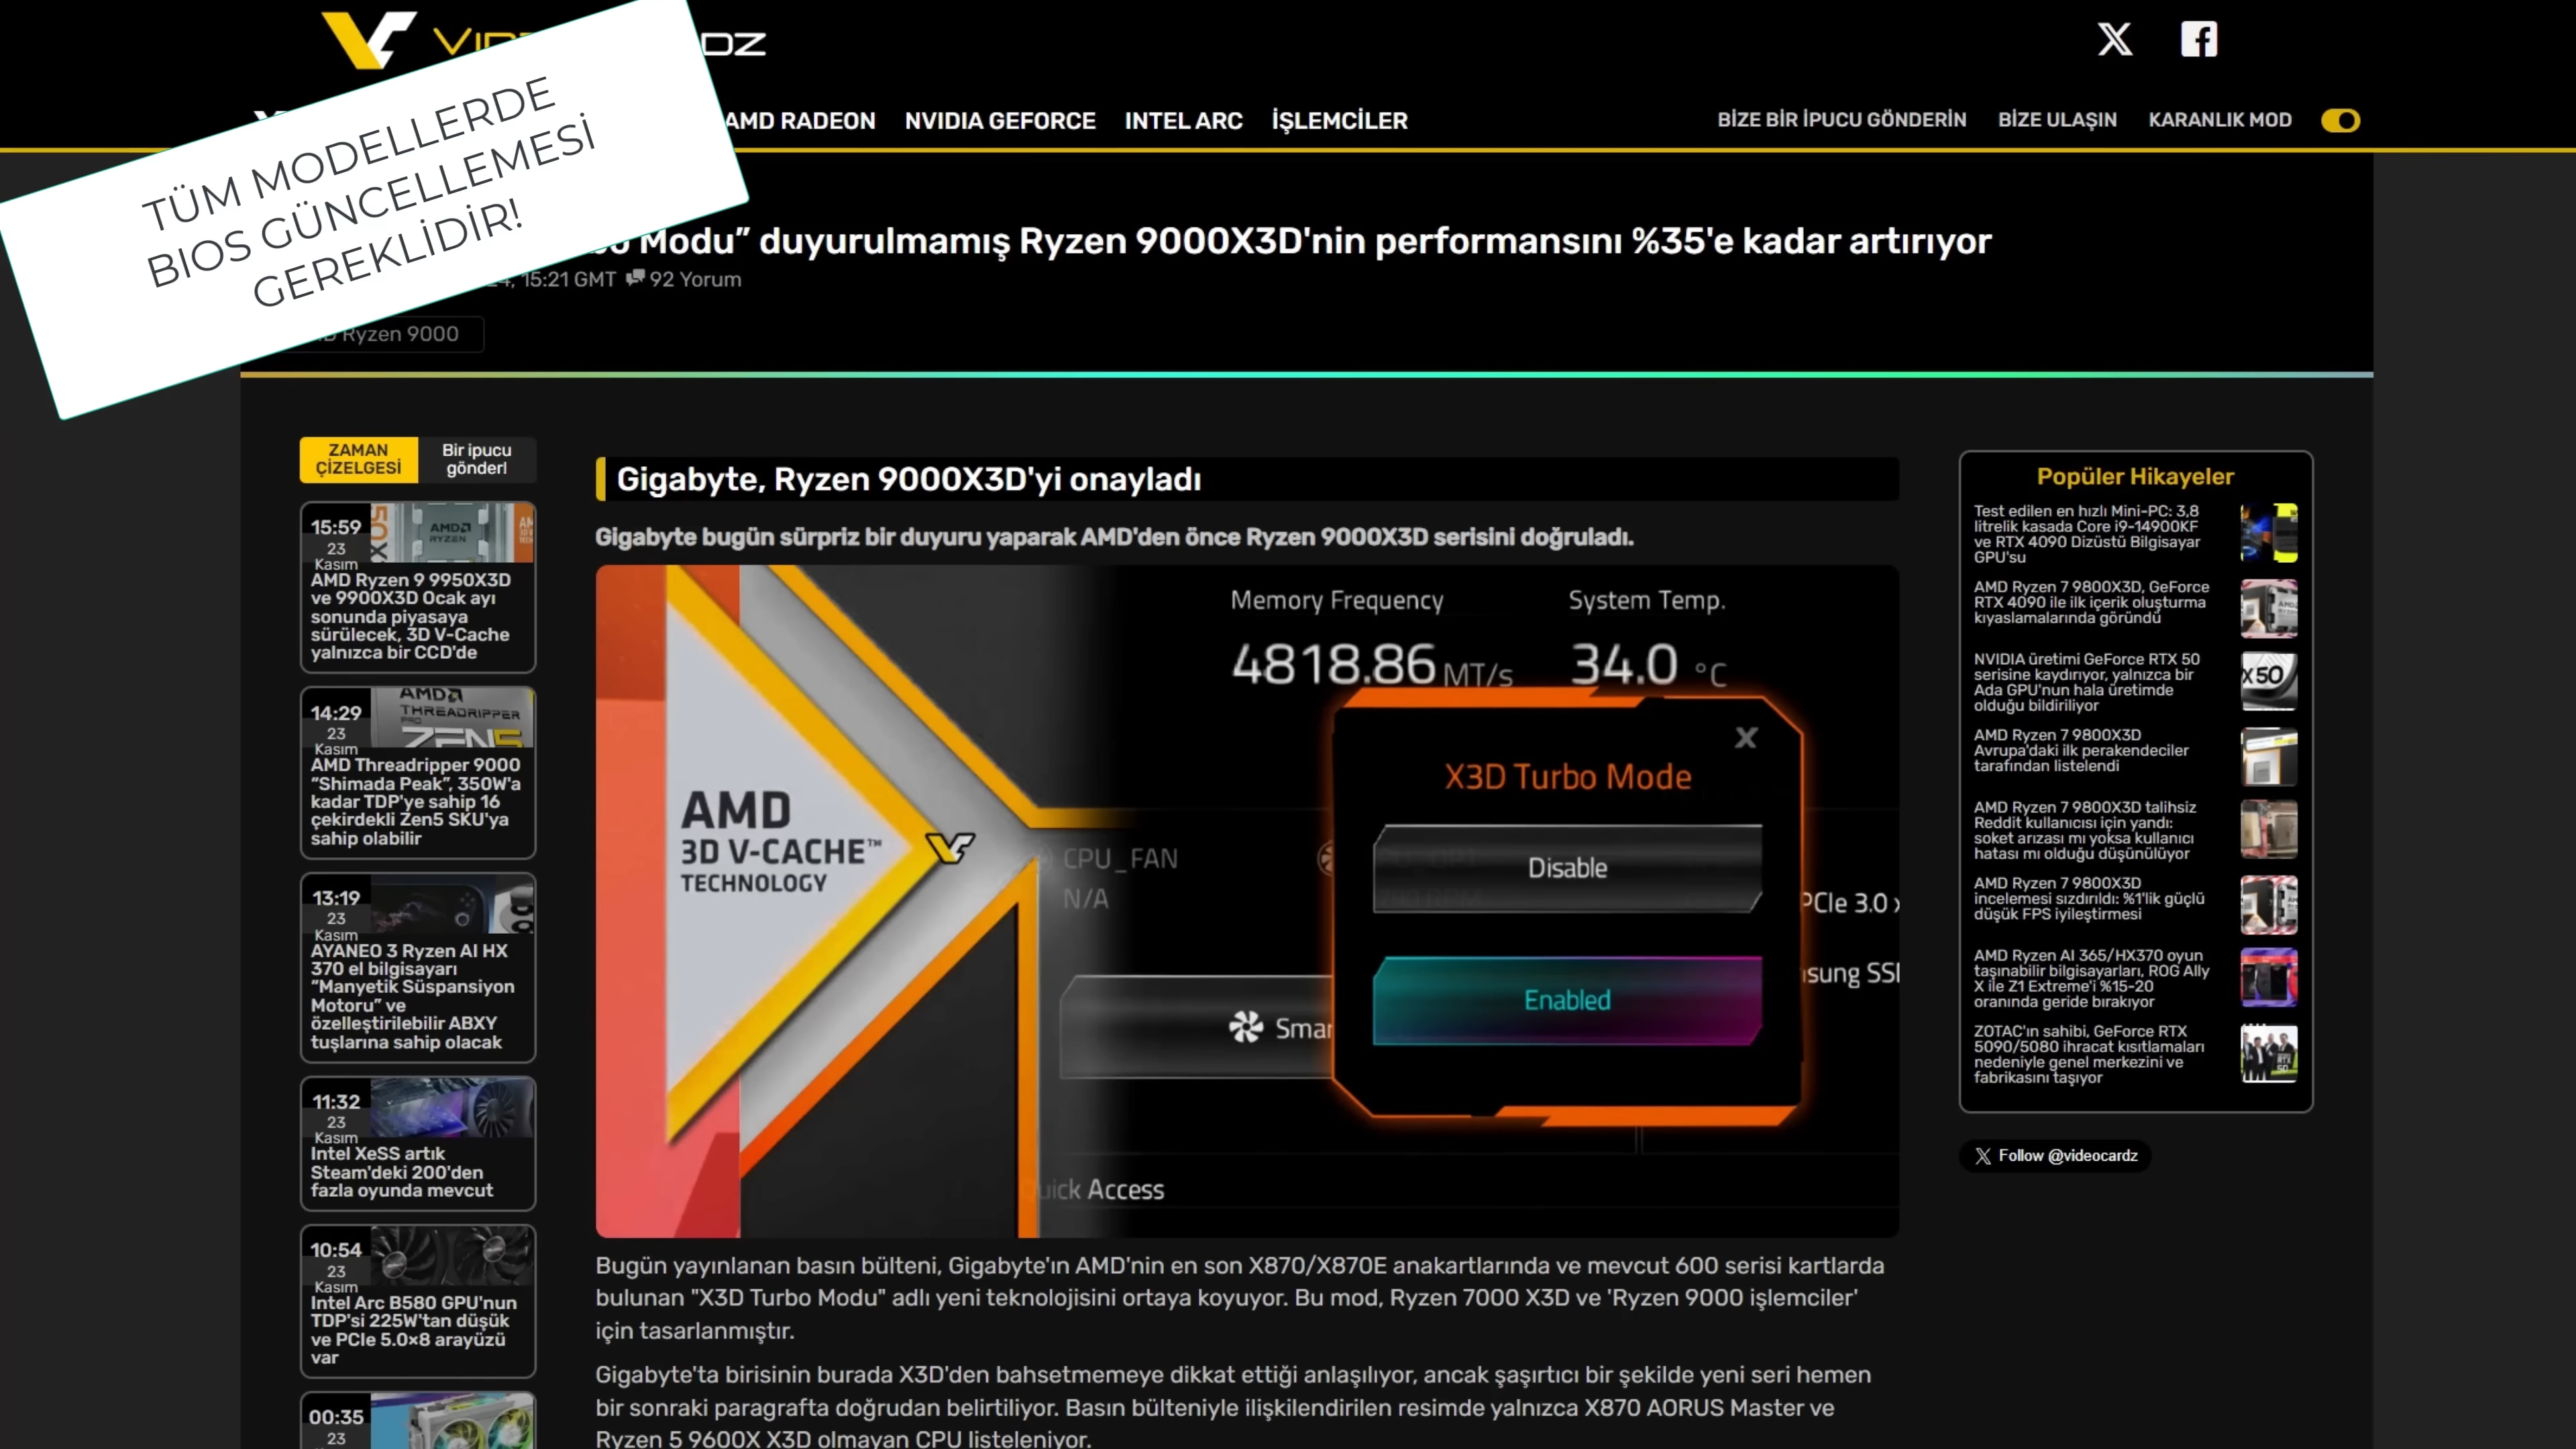 TÜM MODELLERDE
BIOS GÜNCELLEMESİ
GEREKLİDİR!
AMD RADEON NVIDIA GEFORCE INTEL ARC İŞLEMCİLER
BİZE BİR İPUCU GÖNDERİN BİZE ULAŞIN KARANLIK MOD
Modu” duyurulmamış Ryzen 9000X3D'nin performansını %35'e kadar artırıyor
15:21 GMT 92 Yorum
Ryzen 9000
ZAMAN
ÇİZELGESİ
Bir ipucu
gönder!
15:59
23
Kasım
AMD
RYZEN
AMD Ryzen 9 9950X3D
ve 9900X3D Ocak ayı
sonunda piyasaya
sürülecek, 3D V-Cache
yalnızca bir CCD'de
14:29
23
Kasım
AMD
THREADRIPPER
PRO
ZEN5
AMD Threadripper 9000
“Shimada Peak”, 350W'a
kadar TDP'ye sahip 16
çekirdekli Zen5 SKU'ya
sahip olabilir
13:19
23
Kasım
AYANEO 3 Ryzen AI HX
370 el bilgisayarı
“Manyetik Süspansiyon
Motoru” ve
özelleştirilebilir ABXY
tuşlarına sahip olacak
11:32
23
Kasım
Intel XeSS artık
Steam'deki 200'den
fazla oyunda mevcut
10:54
23
Kasım
Intel Arc B580 GPU'nun
TDP'si 225W'tan düşük
ve PCIe 5.0×8 arayüzü
var
00:35
23
Gigabyte, Ryzen 9000X3D'yi onayladı
Gigabyte bugün sürpriz bir duyuru yaparak AMD'den önce Ryzen 9000X3D serisini doğruladı.
AMD
3D V-CACHE™
TECHNOLOGY
Memory Frequency System Temp.
4818.86 MT/s 34.0 °C
CPU_FAN
N/A
X
X3D Turbo Mode
Disable
Enabled
PCIe 3.0 x
Quick Access
Bugün yayınlanan basın bülteni, Gigabyte'ın AMD'nin en son X870/X870E anakartlarında ve mevcut 600 serisi kartlarda
bulunan "X3D Turbo Modu" adlı yeni teknolojisini ortaya koyuyor. Bu mod, Ryzen 7000 X3D ve 'Ryzen 9000 işlemciler'
için tasarlanmıştır.
Gigabyte'ta birisinin burada X3D'den bahsetmemeye dikkat ettiği anlaşılıyor, ancak şaşırtıcı bir şekilde yeni seri hemen
bir sonraki paragrafta doğrudan belirtiliyor. Basın bülteniyle ilişkilendirilen resimde yalnızca X870 AORUS Master ve
Ryzen 5 9600X X3D olmayan CPU listeleniyor.
Popüler Hikayeler
Test edilen en hızlı Mini-PC: 3,8
litrelik kasada Core i9-14900KF
ve RTX 4090 Dizüstü Bilgisayar
GPU'su
AMD Ryzen 7 9800X3D, GeForce
RTX 4090 ile ilk içerik oluşturma
kıyaslamalarında göründü
NVIDIA üretimi GeForce RTX 50
serisine kaydırıyor, yalnızca bir
Ada GPU'nun hala üretimde
olduğu bildiriliyor
X50
AMD Ryzen 7 9800X3D
Avrupa'daki ilk perakendeciler
tarafından listelendi
AMD Ryzen 7 9800X3D talihsiz
Reddit kullanıcısı için yandı:
soket arızası mı yoksa kullanıcı
hatası mı olduğu düşünülüyor
AMD Ryzen 7 9800X3D
incelemesi sızdırıldı: %1'lik güçlü
düşük FPS iyileştirmesi
AMD Ryzen AI 365/HX370 oyun
taşınabilir bilgisayarları, ROG Ally
X ile Z1 Extreme'i %15-20
oranında geride bırakıyor
ZOTAC'ın sahibi, GeForce RTX
5090/5080 ihracat kısıtlamaları
nedeniyle genel merkezini ve
fabrikasını taşıyor
Follow @videocardz